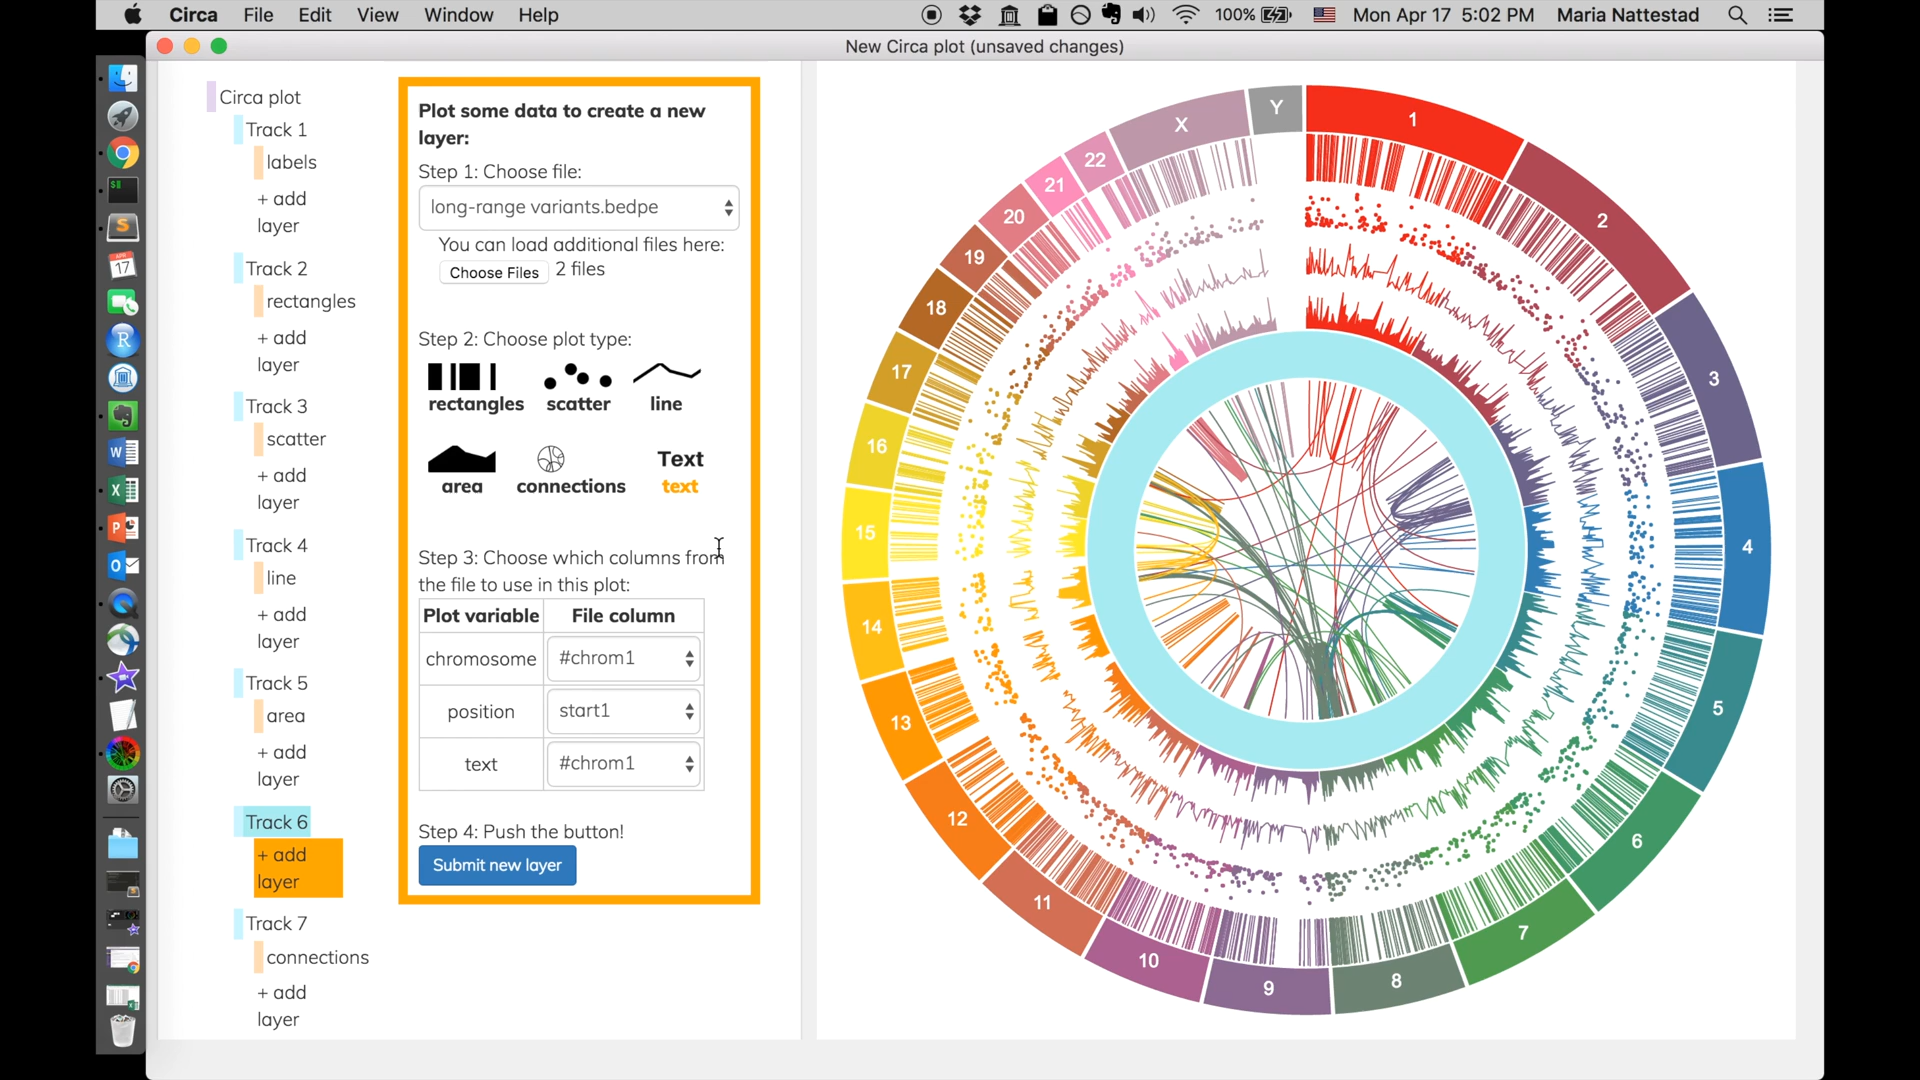 Circa File Edit View Window Help
100% Mon Apr 17 5:02 PM Maria Nattestad
New Circa plot (unsaved changes)
Circa plot
Track 1
labels
+ add
layer
Track 2
rectangles
+ add
layer
Track 3
scatter
+ add
layer
Track 4
line
+ add
layer
Track 5
area
+ add
layer
Track 6
+ add
layer
Track 7
connections
+ add
layer
Plot some data to create a new
layer:
Step 1: Choose file:
long-range variants.bedpe
You can load additional files here:
Choose Files 2 files
Step 2: Choose plot type:
rectangles scatter line
Text
area connections text
Step 3: Choose which columns from
the file to use in this plot:
Plot variable File column
chromosome #chrom1
position start1
text #chrom1
Step 4: Push the button!
Submit new layer
1
2
3
4
5
6
7
8
9
10
11
12
13
14
15
16
17
18
19
20
21
22
X
Y